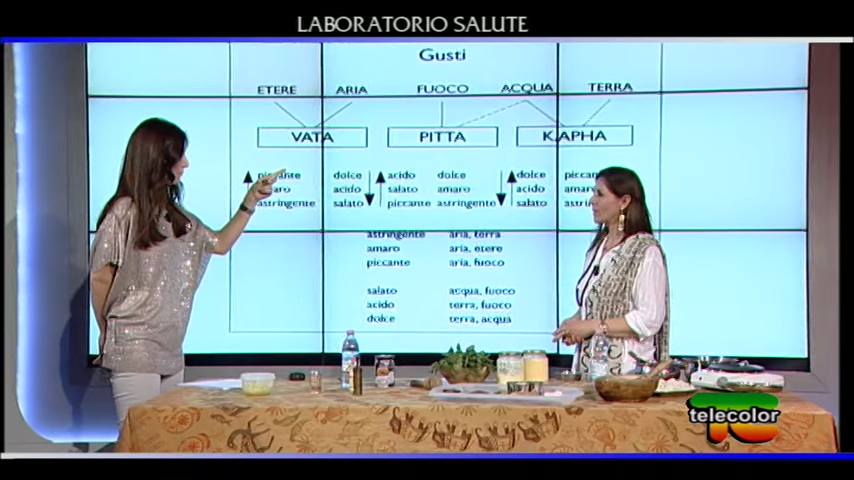 LABORATORIO SALUTE
Gusti
ETERE ARIA FUOCO ACQUA TERRA
VATA PITTA KAPHA
piccante dolce acido dolce dolce
amaro acido salato amaro acido
astringente salato piccante astringente salato
astringente aria, terra
amaro aria, etere
piccante aria, fuoco
salato acqua, fuoco
acido terra, fuoco
dolce terra, acqua
telecolor